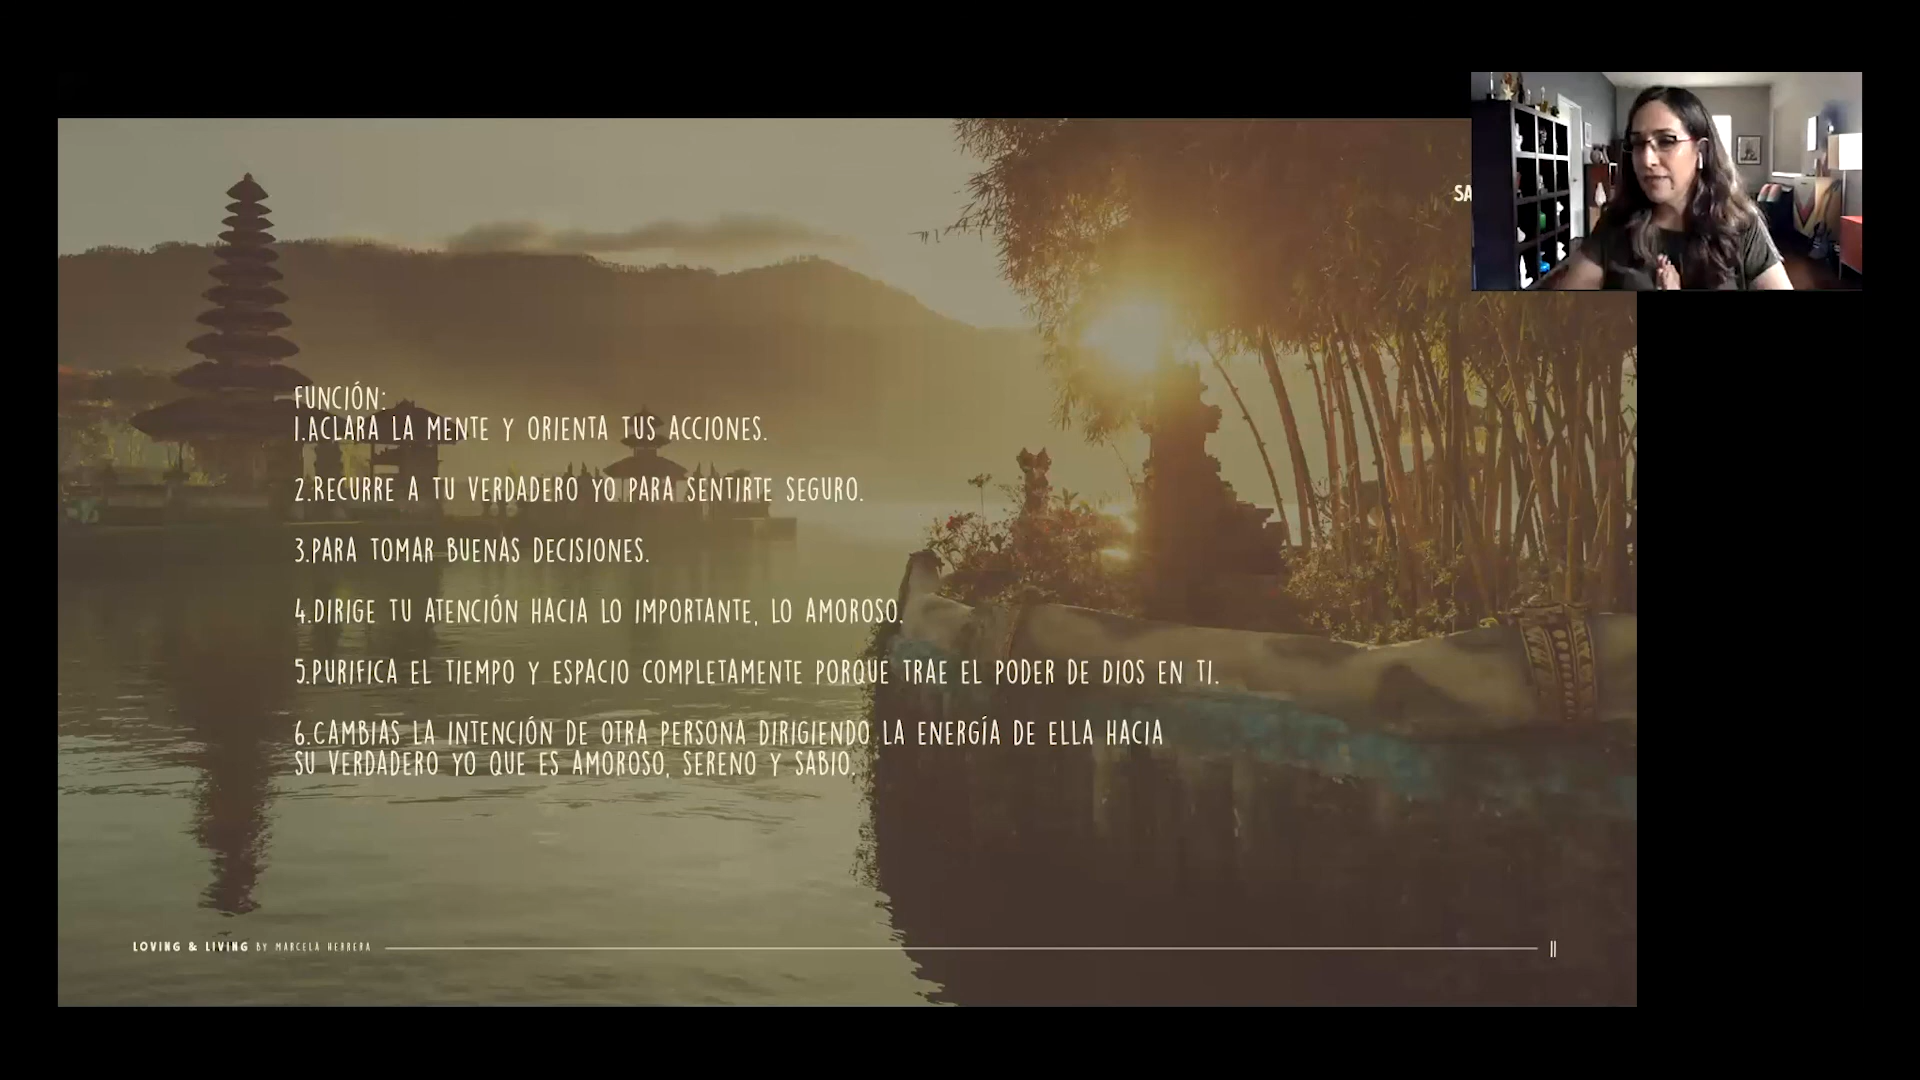 SA
FUNCIÓN:
1.ACLARA LA MENTE Y ORIENTA TUS ACCIONES.
2.RECURRE A TU VERDADERO YO PARA SENTIRTE SEGURO.
3.PARA TOMAR BUENAS DECISIONES.
4.DIRIGE TU ATENCIÓN HACIA LO IMPORTANTE, LO AMOROSO.
5.PURIFICA EL TIEMPO Y ESPACIO COMPLETAMENTE PORQUE TRAE EL PODER DE DIOS EN TI.
6.CAMBIAS LA INTENCIÓN DE OTRA PERSONA DIRIGIENDO LA ENERGÍA DE ELLA HACIA
SU VERDADERO YO QUE ES AMOROSO, SERENO Y SABIO.
LOVING & LIVING BY MARCELA HERRERA
11